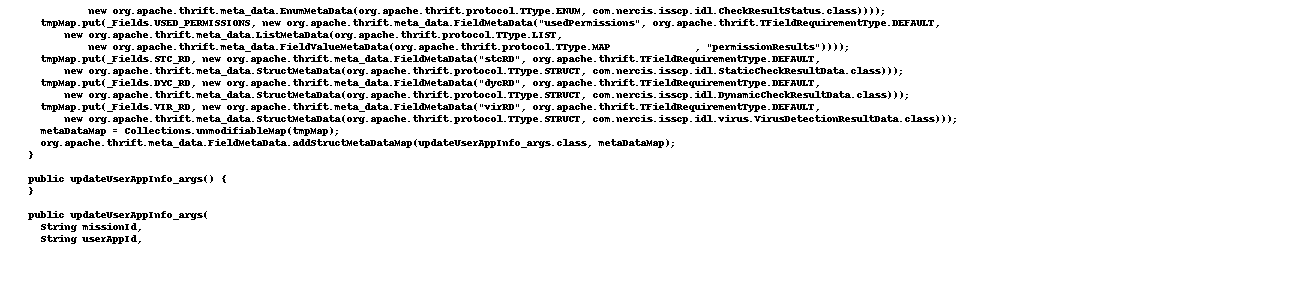 new org.apache.thrift.meta_data.EnumMetaData(org.apache.thrift.protocol.TType.ENUM, com.nercis.isscp.idl.CheckResultStatus.class))));
tmpMap.put(_Fields.USED_PERMISSIONS, new org.apache.thrift.meta_data.FieldMetaData("usedPermissions", org.apache.thrift.TFieldRequirementType.DEFAULT,
new org.apache.thrift.meta_data.ListMetaData(org.apache.thrift.protocol.TType.LIST,
new org.apache.thrift.meta_data.FieldValueMetaData(org.apache.thrift.protocol.TType.MAP , "permissionResults"))));
tmpMap.put(_Fields.STC_RD, new org.apache.thrift.meta_data.FieldMetaData("stcRD", org.apache.thrift.TFieldRequirementType.DEFAULT,
new org.apache.thrift.meta_data.StructMetaData(org.apache.thrift.protocol.TType.STRUCT, com.nercis.isscp.idl.StaticCheckResultData.class)));
tmpMap.put(_Fields.DYC_RD, new org.apache.thrift.meta_data.FieldMetaData("dycRD", org.apache.thrift.TFieldRequirementType.DEFAULT,
new org.apache.thrift.meta_data.StructMetaData(org.apache.thrift.protocol.TType.STRUCT, com.nercis.isscp.idl.DynamicCheckResultData.class)));
tmpMap.put(_Fields.VIR_RD, new org.apache.thrift.meta_data.FieldMetaData("virRD", org.apache.thrift.TFieldRequirementType.DEFAULT,
new org.apache.thrift.meta_data.StructMetaData(org.apache.thrift.protocol.TType.STRUCT, com.nercis.isscp.idl.virus.VirusDetectionResultData.class)));
metaDataMap = Collections.unmodifiableMap(tmpMap);
org.apache.thrift.meta_data.FieldMetaData.addStructMetaDataMap(updateUserAppInfo_args.class, metaDataMap);
}
public updateUserAppInfo_args() {
}
public updateUserAppInfo_args(
String missionId,
String userAppId,